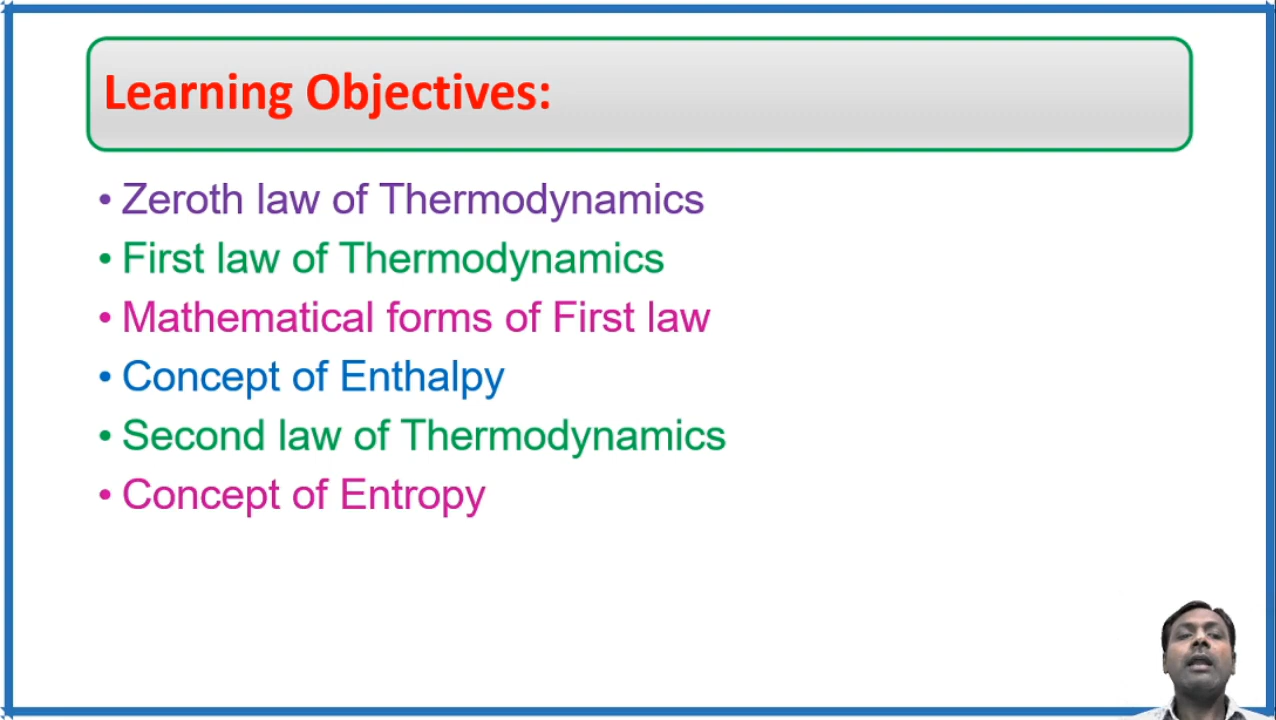 Learning Objectives:
• Zeroth law of Thermodynamics
• First law of Thermodynamics
• Mathematical forms of First law
• Concept of Enthalpy
• Second law of Thermodynamics
• Concept of Entropy